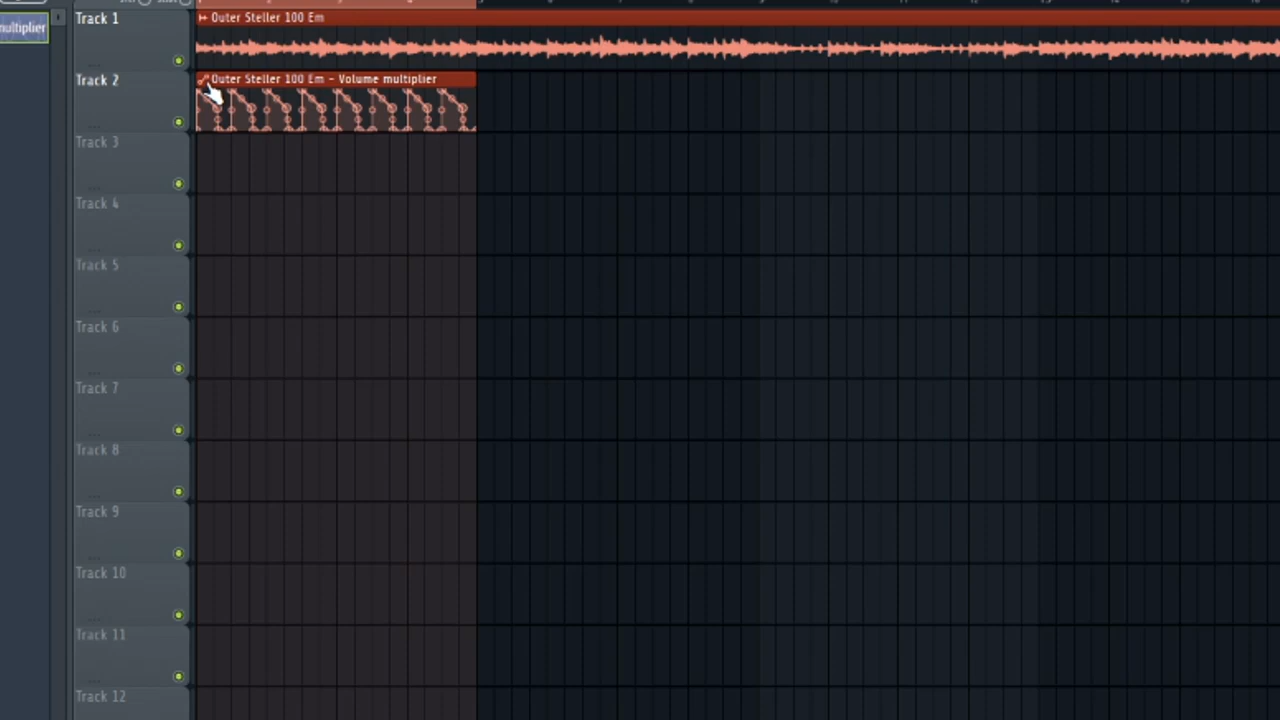 multiplier
Track 1
Outer Steller 100 Em
Track 2
Outer Steller 100 Em - Volume multiplier
Track 3
Track 4
Track 5
Track 6
Track 7
Track 8
Track 9
Track 10
Track 11
Track 12